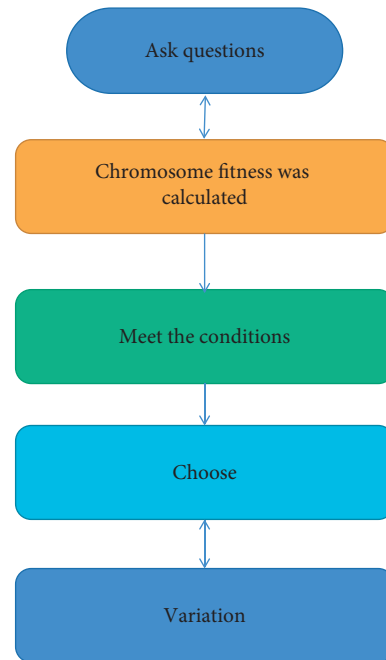 Ask questions
Chromosome fitness was
calculated
Meet the conditions
Choose
Variation